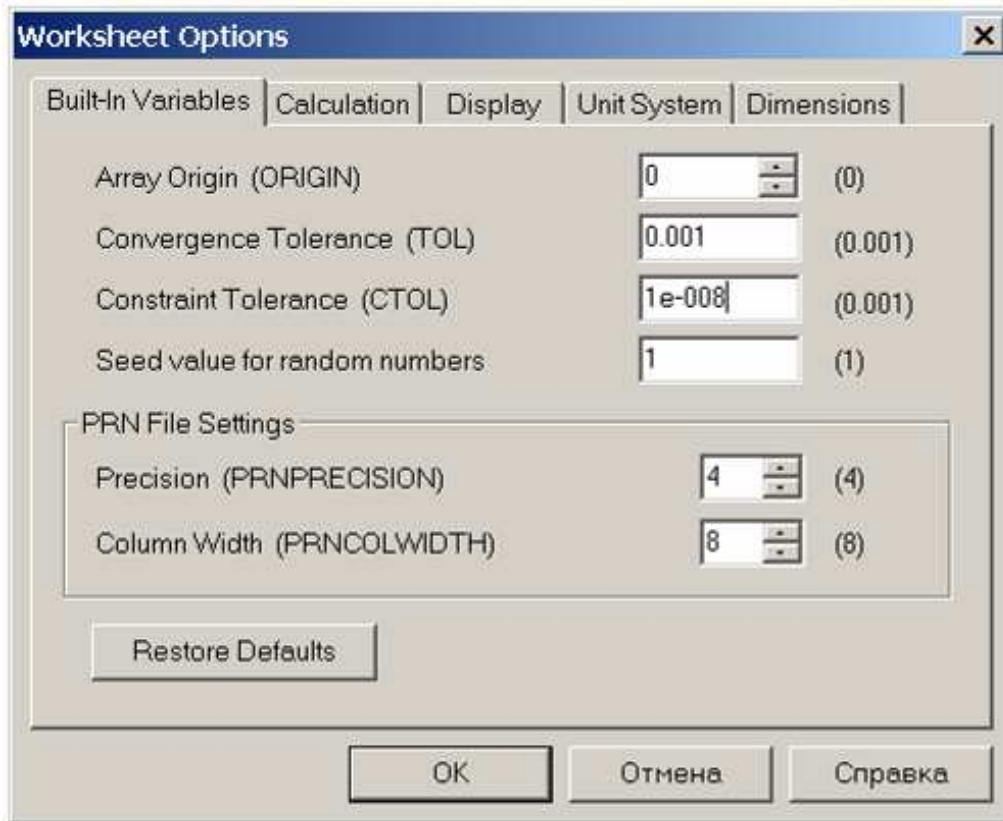 Worksheet Options
Built-In Variables Calculation Display Unit System Dimensions
Array Origin (ORIGIN) 0 (0)
Convergence Tolerance (TOL) 0.001 (0.001)
Constraint Tolerance (CTOL) 1e-008 (0.001)
Seed value for random numbers 1 (1)
PRN File Settings
Precision (PRNPRECISION) 4 (4)
Column Width (PRNCOLWIDTH) 8 (8)
Restore Defaults
OK Отмена Справка